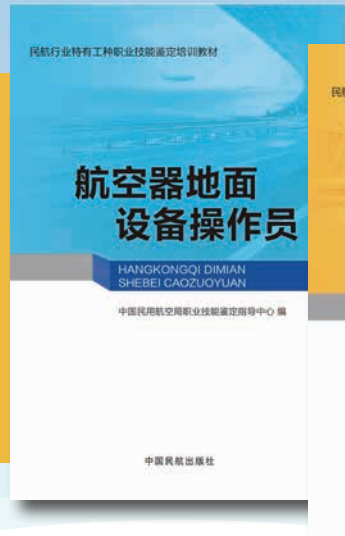 民航行业特有工种职业技能鉴定培训教材
航空器地面
设备操作员
HANGKONGQI DIMIAN
SHEBEI CAOZUOYUAN
中国民用航空局职业技能鉴定指导中心 编
中国民航出版社
民航